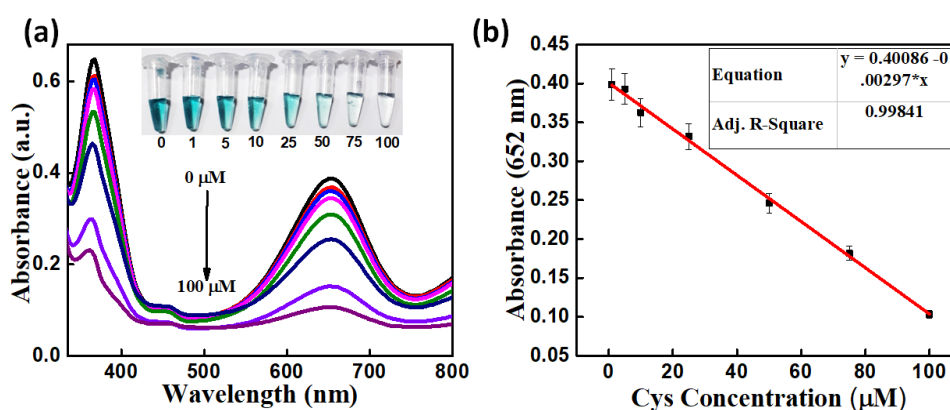 (a)
Absorbance (a.u.)
0.6
0.4
0.2
0.0
0 1 5 10 25 50 75 100
0 μM
100 μM
400 500 600 700 800
Wavelength (nm)
(b)
Absorbance (652 nm)
0.45
0.40
0.35
0.30
0.25
0.20
0.15
0.10
0.05
Equation
y = 0.40086 -0
.00297*x
Adj. R-Square
0.99841
0 20 40 60 80 100
Cys Concentration (μM)